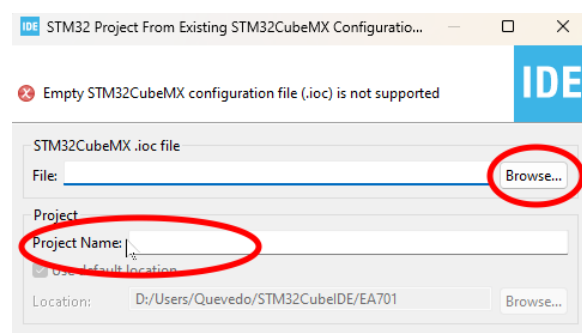 IDE STM32 Project From Existing STM32CubeMX Configuratio...
Empty STM32CubeMX configuration file (.ioc) is not supported
IDE
STM32CubeMX .ioc file
File:
Browse...
Project
Project Name:
Use default location
Location: D:/Users/Quevedo/STM32CubeIDE/EA701 Browse...